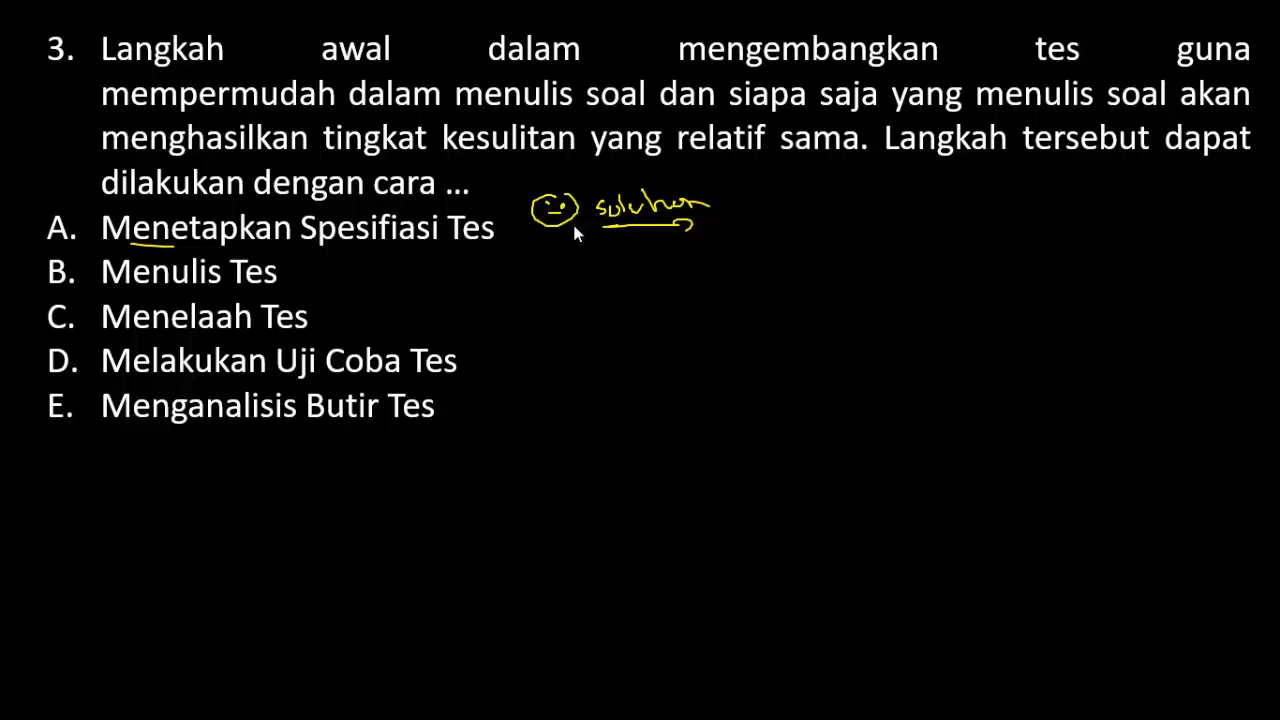 3. Langkah awal dalam mengembangkan tes guna
mempermudah dalam menulis soal dan siapa saja yang menulis soal akan
menghasilkan tingkat kesulitan yang relatif sama. Langkah tersebut dapat
dilakukan dengan cara ...
A. Menetapkan Spesifiasi Tes
B. Menulis Tes
C. Menelaah Tes
D. Melakukan Uji Coba Tes
E. Menganalisis Butir Tes